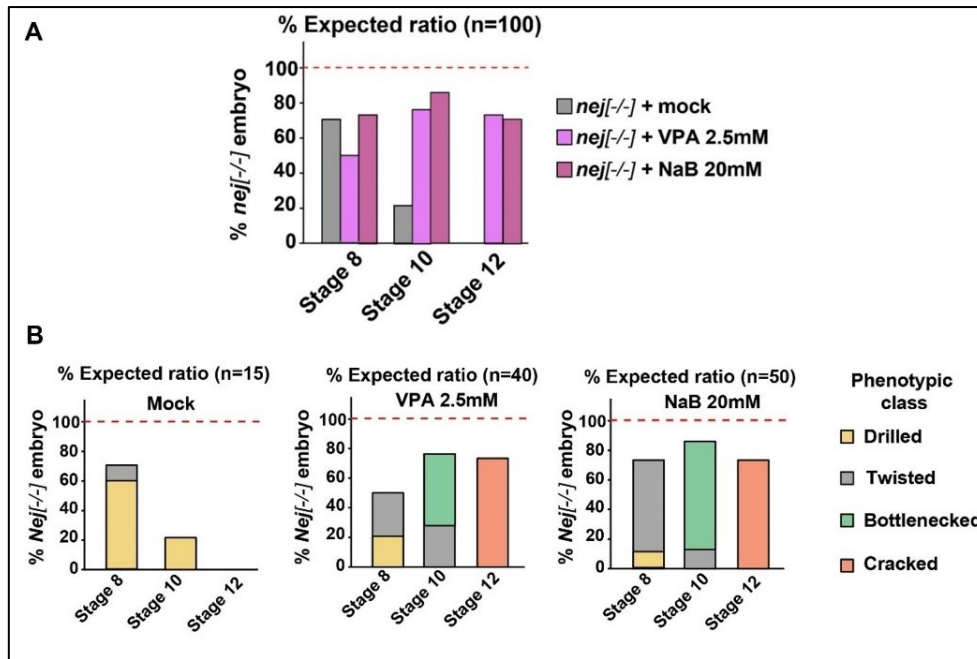 A
% Expected ratio (n=100)
% nej[-/-] embryo
100
80
60
40
20
0
Stage 8
Stage 10
Stage 12
nej[-/-] + mock
nej[-/-] + VPA 2.5mM
nej[-/-] + NaB 20mM
B
% Expected ratio (n=15)
Mock
% Nej[-/-] embryo
100
80
60
40
20
0
Stage 8
Stage 10
Stage 12
% Expected ratio (n=40)
VPA 2.5mM
% Nej[-/-] embryo
100
80
60
40
20
0
Stage 8
Stage 10
Stage 12
% Expected ratio (n=50)
NaB 20mM
% Nej[-/-] embryo
100
80
60
40
20
0
Stage 8
Stage 10
Stage 12
Phenotypic
class
Drilled
Twisted
Bottlenecked
Cracked